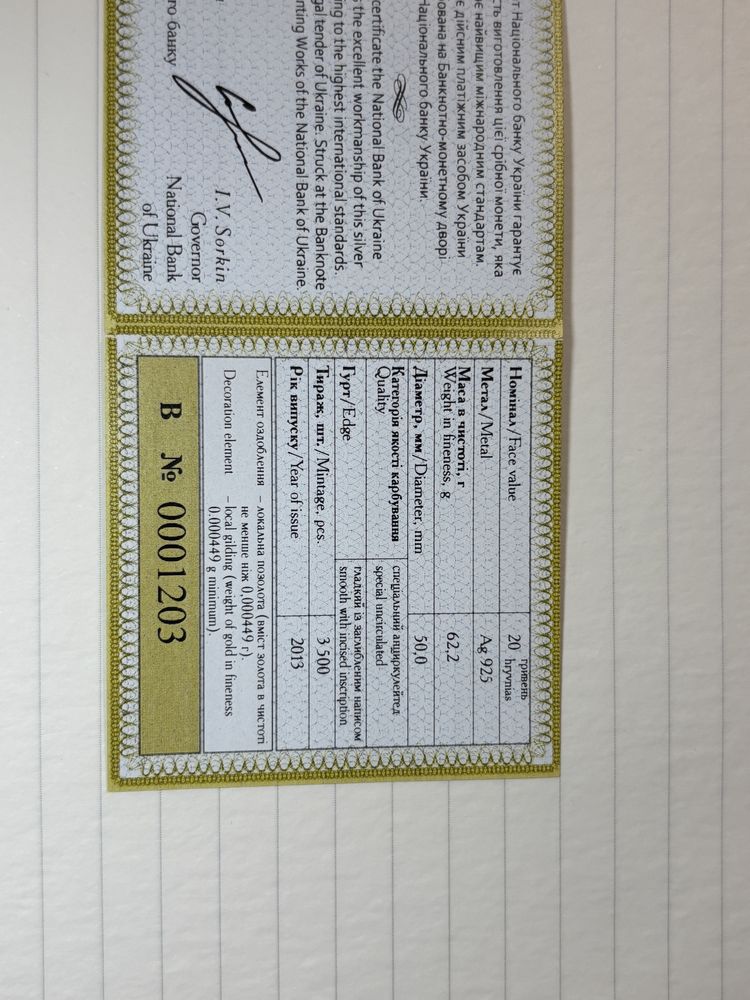 т Національного банку України гарантує
сть виготовлення цієї срібної монети, яка
є найвищим міжнародним стандартам.
є дійсним платіжним засобом України
ована на Банкнотно-монетному дворі
Національного банку України.
certificate the National Bank of Ukraine
the excellent workmanship of this silver
ing to the highest international standards.
gal tender of Ukraine. Struck at the Banknote
nting Works of the National Bank of Ukraine.
I.V. Sorkin
Governor
го банку National Bank
of Ukraine
Номінал/Face value 20 гривень
hryvnias
Метал/Metal Ag 925
Маса в чистоті, г
Weight in fineness, g 62,2
Діаметр, мм/Diameter, mm 50,0
Категорія якості карбування спеціальний анциркулейтед
Quality special uncirculated
Гурт/Edge гладкий із заглибленим написом
smooth with incised inscription
Тираж, шт./Mintage, pcs. 3 500
Рік випуску/Year of issue 2013
Елемент оздоблення – локальна позолота (вміст золота в чистоті
не менше ніж 0,000449 г).
Decoration element – local gilding (weight of gold in fineness
0.000449 g minimum).
В № 0001203